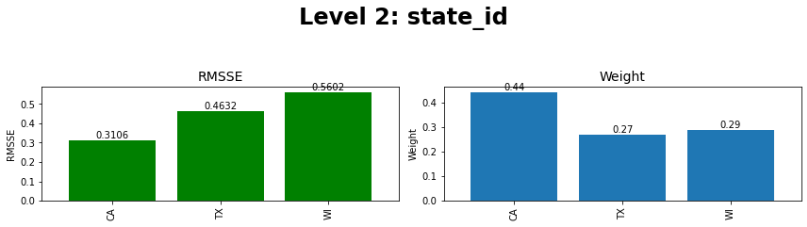 Level 2: state_id
RMSSE
RMSSE
0.5
0.4
0.3
0.2
0.1
0.0
0.3106
0.4632
0.5602
CA
TX
WI
Weight
Weight
0.4
0.3
0.2
0.1
0.0
0.44
0.27
0.29
CA
TX
WI